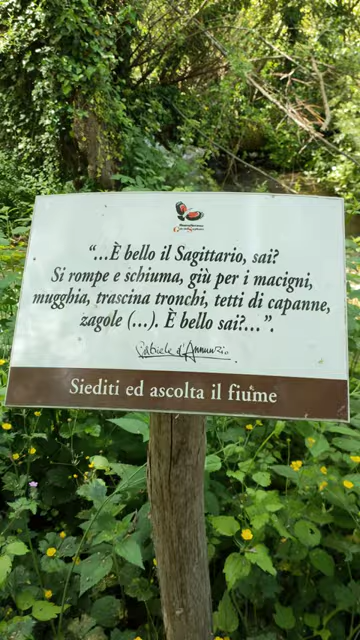 “...È bello il Sagittario, sai?
Si rompe e schiuma, giù per i macigni,
mugghia, trascina tronchi, tetti di capanne,
zagole (...). È bello sai?...”.
Gabriele d'Annunzio
Siediti ed ascolta il fiume